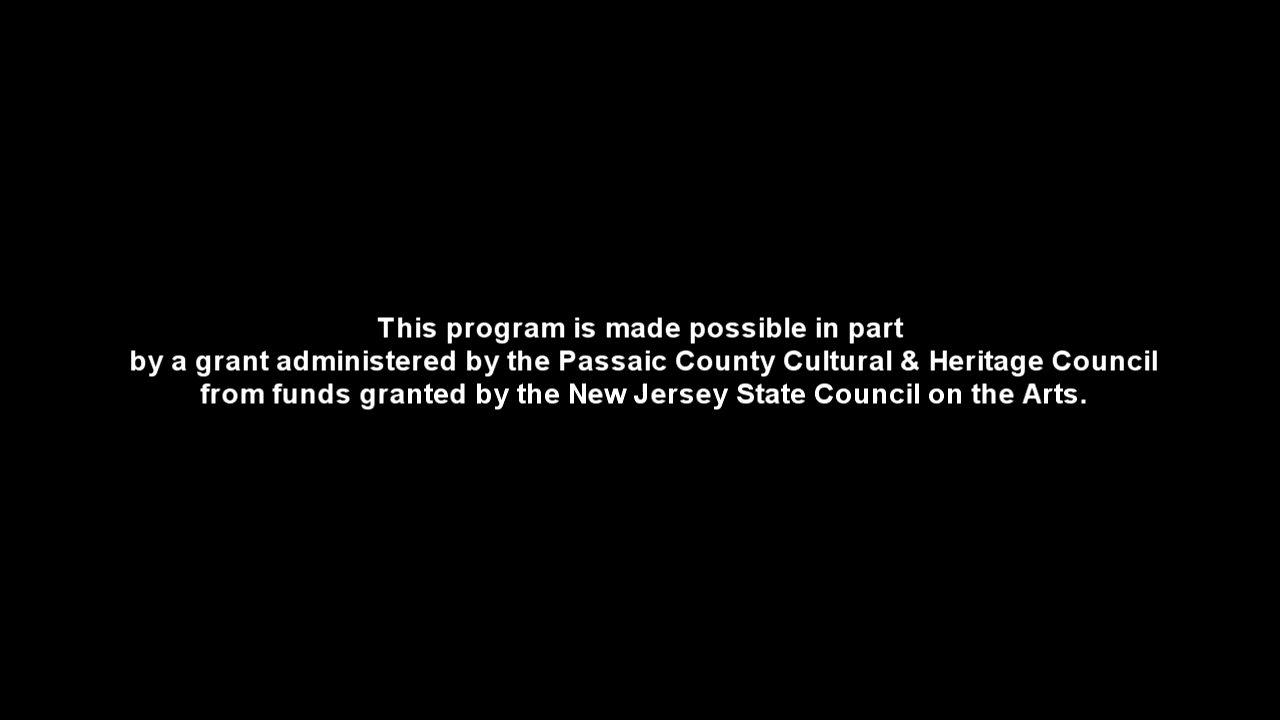 This program is made possible in part
by a grant administered by the Passaic County Cultural & Heritage Council
from funds granted by the New Jersey State Council on the Arts.